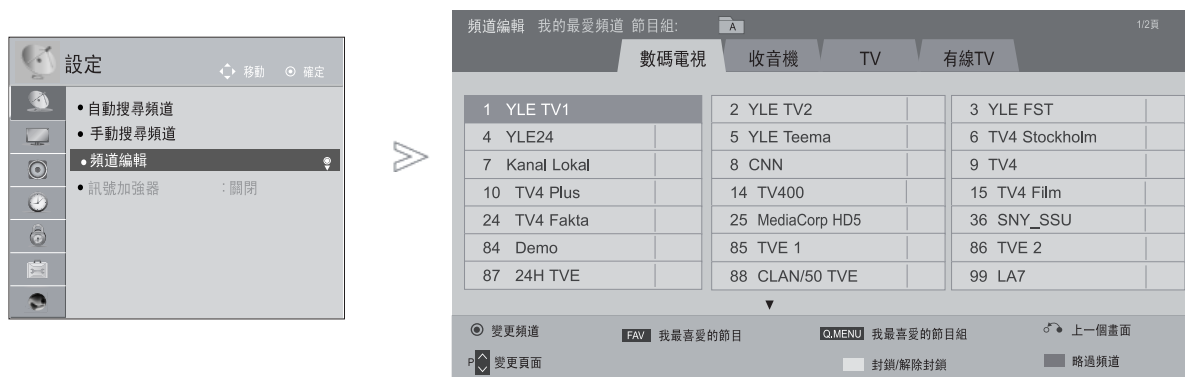 設定 移動 確定
自動搜尋頻道
手動搜尋頻道
頻道編輯
訊號加強器 :關閉
頻道編輯 我的最愛頻道 節目組: A 1/2頁
數碼電視 收音機 TV 有線TV
1 YLE TV1 2 YLE TV2 3 YLE FST
4 YLE24 5 YLE Teema 6 TV4 Stockholm
7 Kanal Lokal 8 CNN 9 TV4
10 TV4 Plus 14 TV400 15 TV4 Film
24 TV4 Fakta 25 MediaCorp HD5 36 SNY_SSU
84 Demo 85 TVE 1 86 TVE 2
87 24H TVE 88 CLAN/50 TVE 99 LA7
變更頻道 FAV 我最喜愛的節目 Q.MENU 我最喜愛的節目組 上一個畫面
P 變更頁面 封鎖/解除封鎖 略過頻道